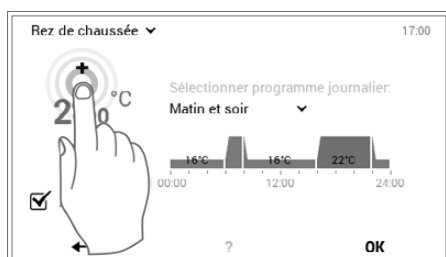 Rez de chaussée
17:00
+
°C
Sélectionner programme journalier:
Matin et soir
16°C 16°C 22°C
00:00 12:00 24:00
? OK